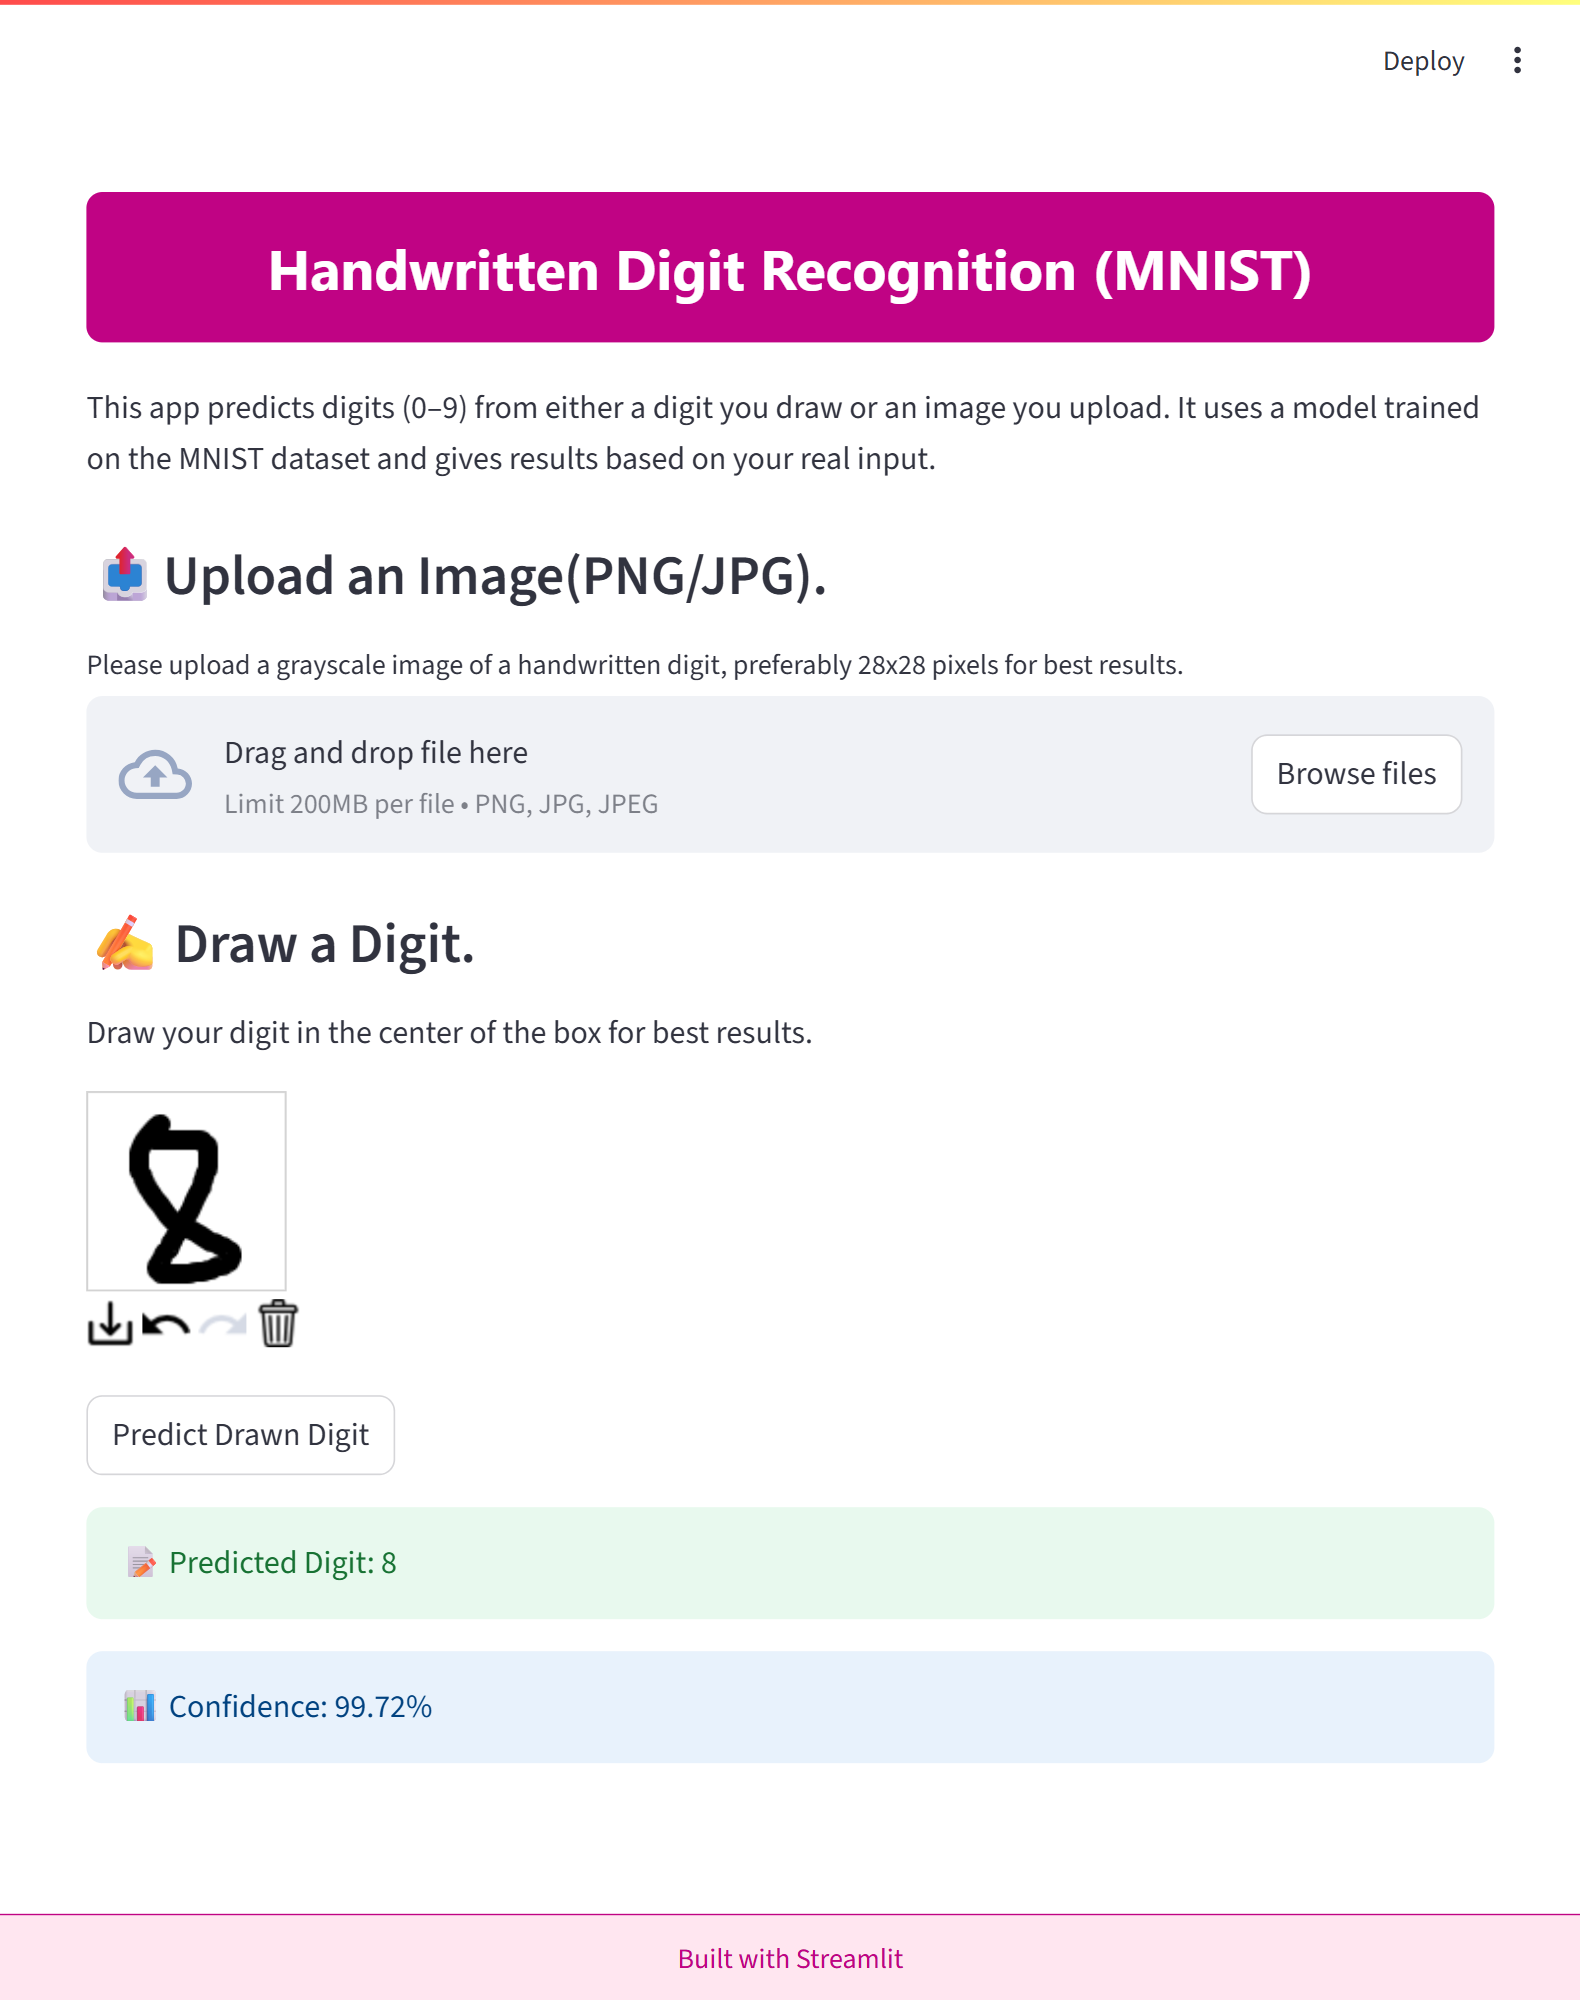 Deploy
Handwritten Digit Recognition (MNIST)
This app predicts digits (0–9) from either a digit you draw or an image you upload. It uses a model trained
on the MNIST dataset and gives results based on your real input.
Upload an Image(PNG/JPG).
Please upload a grayscale image of a handwritten digit, preferably 28x28 pixels for best results.
Drag and drop file here
Limit 200MB per file • PNG, JPG, JPEG
Browse files
Draw a Digit.
Draw your digit in the center of the box for best results.
8
Predict Drawn Digit
Predicted Digit: 8
Confidence: 99.72%
Built with Streamlit